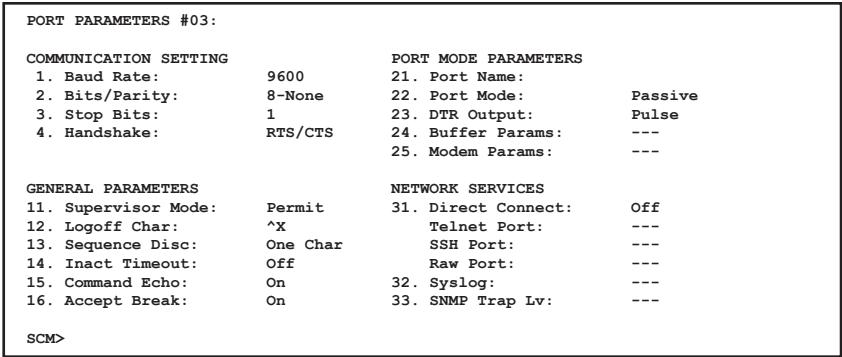 PORT PARAMETERS #03:
COMMUNICATION SETTING PORT MODE PARAMETERS
1. Baud Rate: 9600 21. Port Name:
2. Bits/Parity: 8-None 22. Port Mode: Passive
3. Stop Bits: 1 23. DTR Output: Pulse
4. Handshake: RTS/CTS 24. Buffer Params: ---
25. Modem Params: ---
GENERAL PARAMETERS NETWORK SERVICES
11. Supervisor Mode: Permit 31. Direct Connect: Off
12. Logoff Char: ^X Telnet Port: ---
13. Sequence Disc: One Char SSH Port: ---
14. Inact Timeout: Off Raw Port: ---
15. Command Echo: On 32. Syslog: ---
16. Accept Break: On 33. SNMP Trap Lv: ---
SCM>